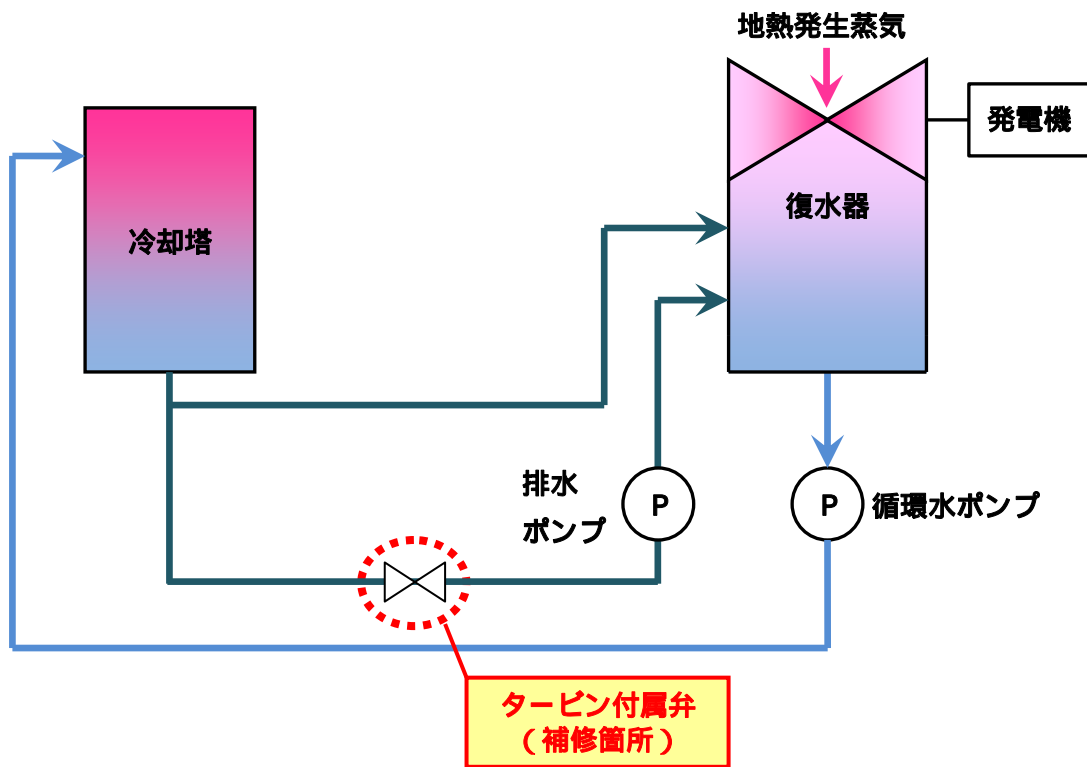 地熱発生蒸気
発電機
復水器
冷却塔
排水
ポンプ
P
P
循環水ポンプ
タービン付属弁
（補修箇所）